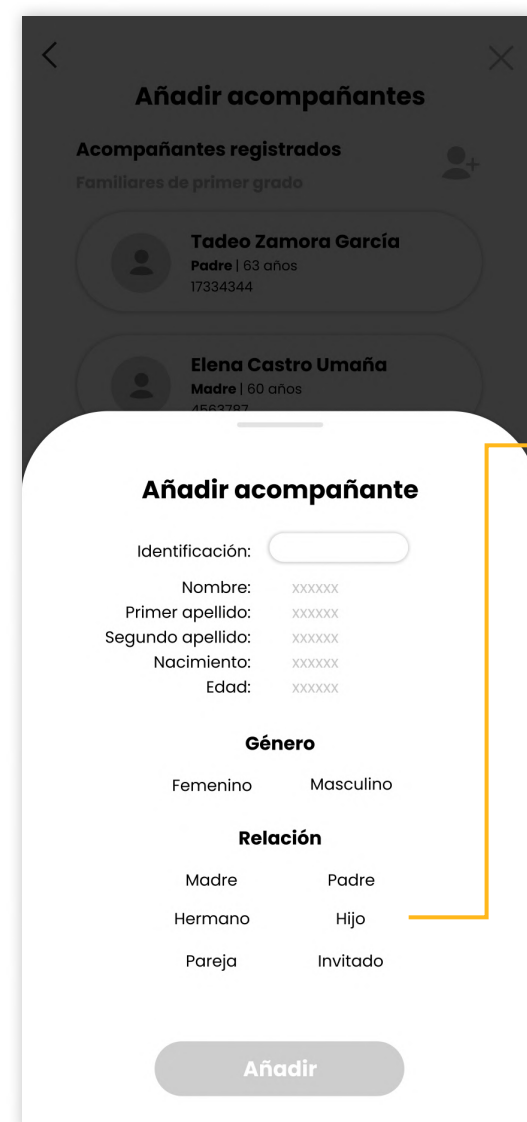 Añadir acompañantes
Acompañantes registrados
Familiares de primer grado
Tadeo Zamora García
Padre | 63 años
17334344
Elena Castro Umaña
Madre | 60 años
4563787
Añadir acompañante
Identificación:
Nombre: xxxxxx
Primer apellido: xxxxxx
Segundo apellido: xxxxxx
Nacimiento: xxxxxx
Edad: xxxxxx
Género
Femenino Masculino
Relación
Madre Padre
Hermano Hijo
Pareja Invitado
Añadir